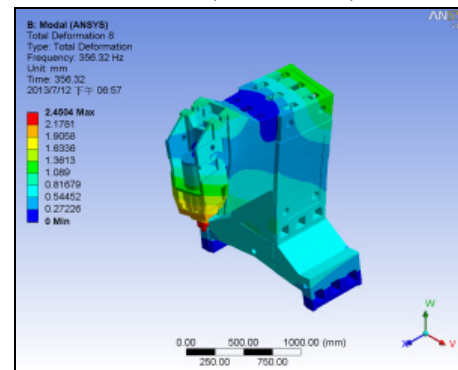 B: Modal (ANSYS)
Total Deformation 8
Type: Total Deformation
Frequency: 356.32 Hz
Unit: mm
Time: 356.32
2013/7/12 下午 06:57
2.4504 Max
2.1781
1.9058
1.6336
1.3613
1.089
0.81679
0.54452
0.27226
0 Min
AN
0.00 500.00 1000.00 (mm)
250.00 750.00
W
X
V